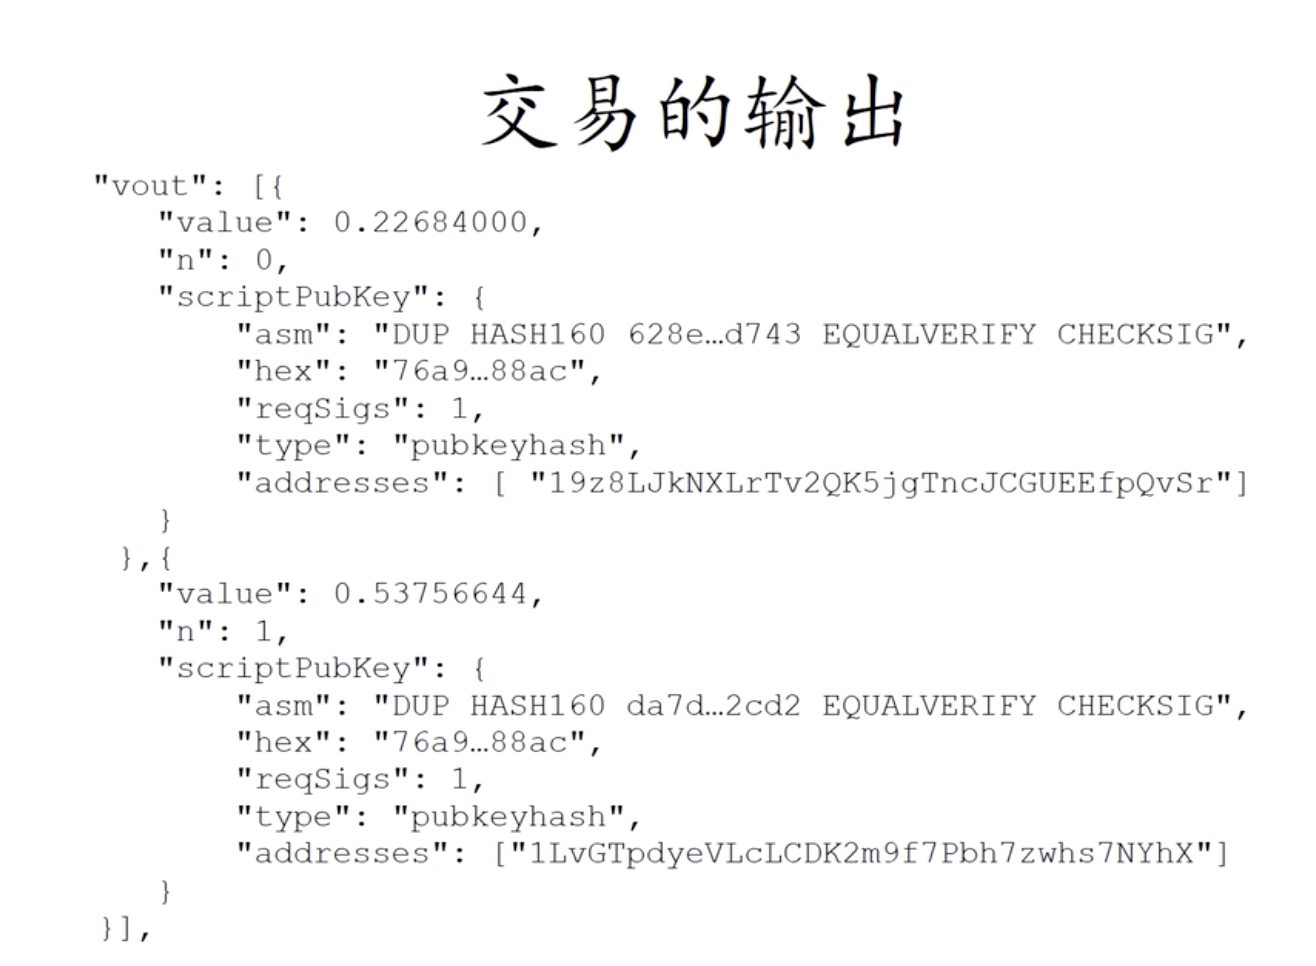 交易的输出
"vout": [{
"value": 0.22684000,
"n": 0,
"scriptPubKey": {
"asm": "DUP HASH160 628e…d743 EQUALVERIFY CHECKSIG",
"hex": "76a9…88ac",
"reqSigs": 1,
"type": "pubkeyhash",
"addresses": [ "19z8LJkNXLrTv2QK5jgTncJCGUEEfpQvSr"]
}
},{
"value": 0.53756644,
"n": 1,
"scriptPubKey": {
"asm": "DUP HASH160 da7d…2cd2 EQUALVERIFY CHECKSIG",
"hex": "76a9…88ac",
"reqSigs": 1,
"type": "pubkeyhash",
"addresses": ["1LvGTpdyeVLcLCDK2m9f7Pbh7zwhs7NYhX"]
}
}],